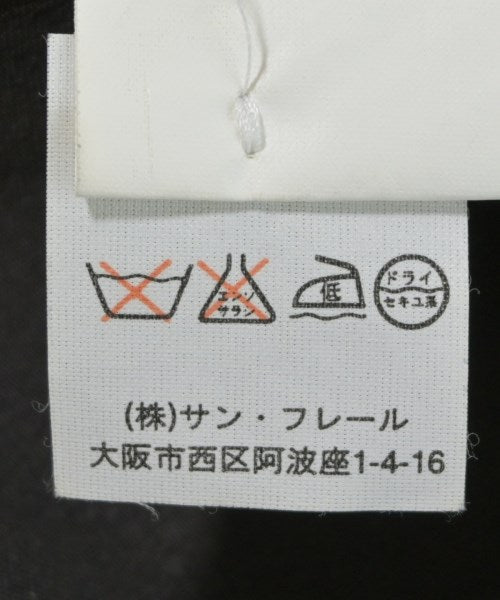 エンソ
サラシ
低
ドライ
セキユ系
(株)サン・フレール
大阪市西区阿波座1-4-16